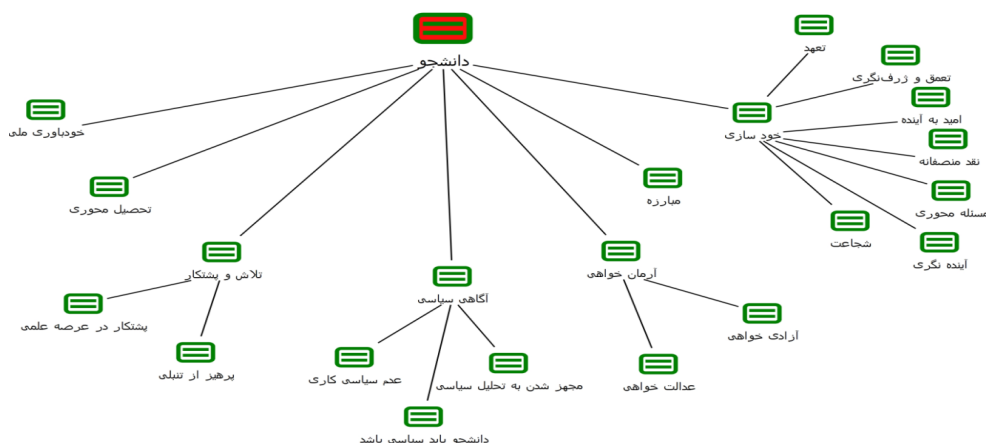 دانشجو
تعهد
تعمق و ژرف‌نگری
امید به آینده
خودباوری ملی
خود سازی
نقد منصفانه
تحصیل محوری
مبارزه
مسئله محوری
شجاعت
تلاش و پشتکار
آرمان خواهی
آینده نگری
آگاهی سیاسی
پشتکار در عرصه علمی
آزادی خواهی
پرهیز از تنبلی
عدم سیاسی کاری
مجهز شدن به تحلیل سیاسی
عدالت خواهی
دانشجو باید سیاسی باشد